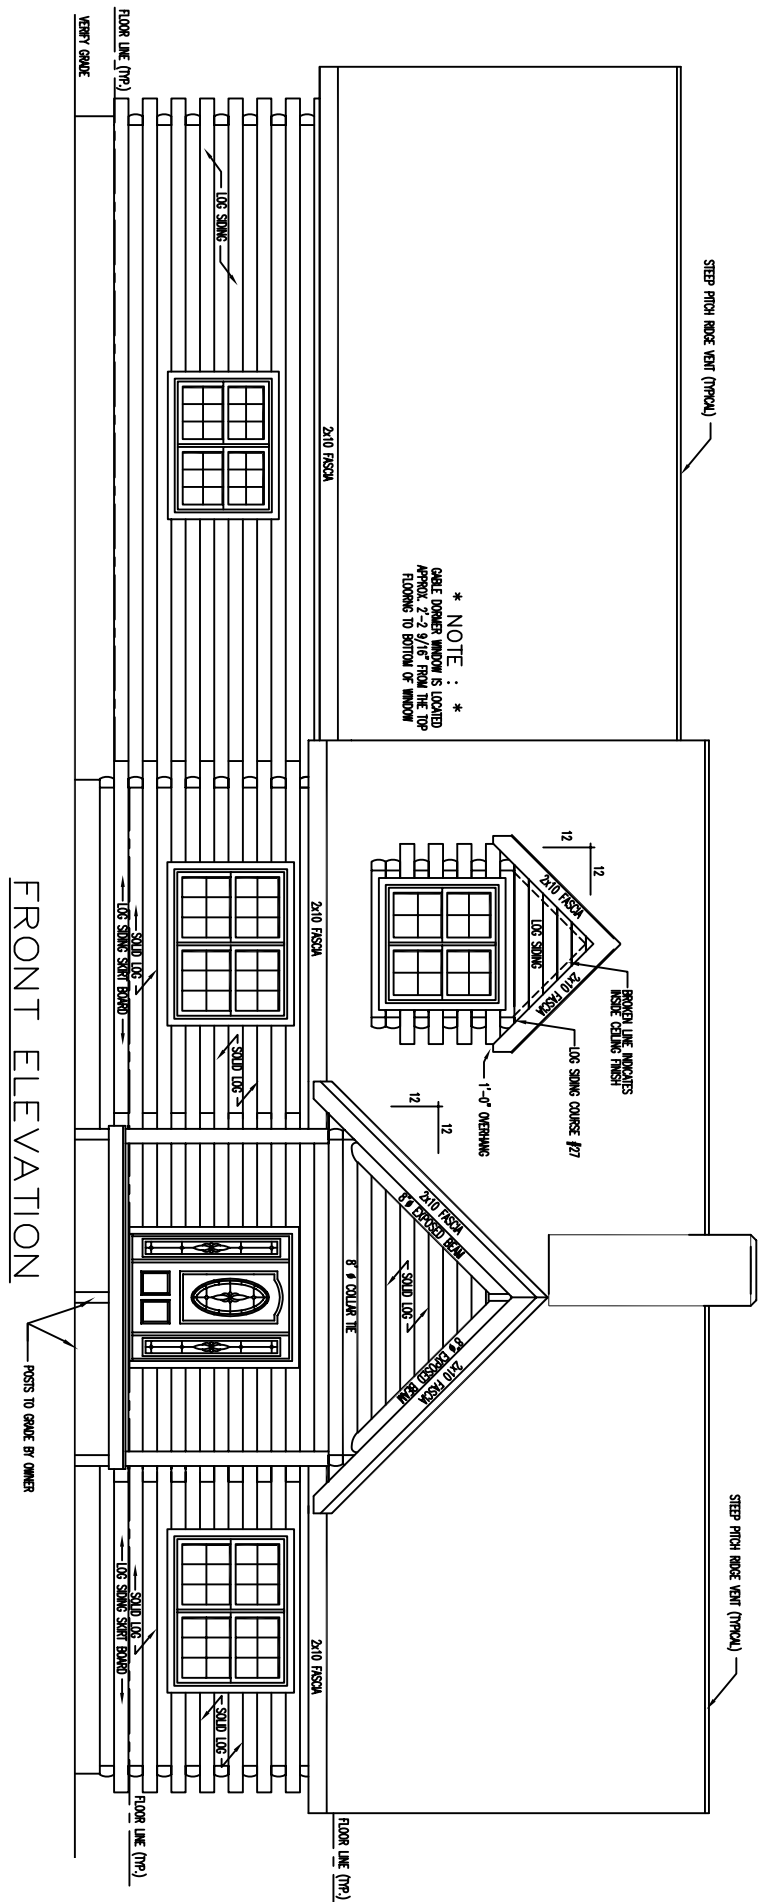 STEEP PITCH RIDGE VENT (TYPICAL)
STEEP PITCH RIDGE VENT (TYPICAL)
BROKEN LINE INDICATES
INSIDE CEILING FINISH
12
12
2x10 FASCIA
2x10 FASCIA
LOG SIDING
LOG SIDING COURSE #27
1'-0" OVERHANG
* NOTE : *
GABLE DORMER WINDOW IS LOCATED
APPROX. 2'-2 9/16" FROM THE TOP
FLOORNG TO BOTTOM OF WINDOW
12
12
2x10 FASCIA
8"ø EXPOSED BEAM
8"ø EXPOSED BEAM
2x10 FASCIA
SOLID LOG
8" ø COLLAR TIE
2x10 FASCIA
2x10 FASCIA
2x10 FASCIA
FLOOR LINE (TYP.)
LOG SIDING
SOLID LOG
SOLID LOG
SOLID LOG
LOG SIDING SKIRT BOARD
SOLID LOG
LOG SIDING SKIRT BOARD
FLOOR LINE (TYP.)
FLOOR LINE (TYP.)
VERIFY GRADE
POSTS TO GRADE BY OWNER
FRONT ELEVATION